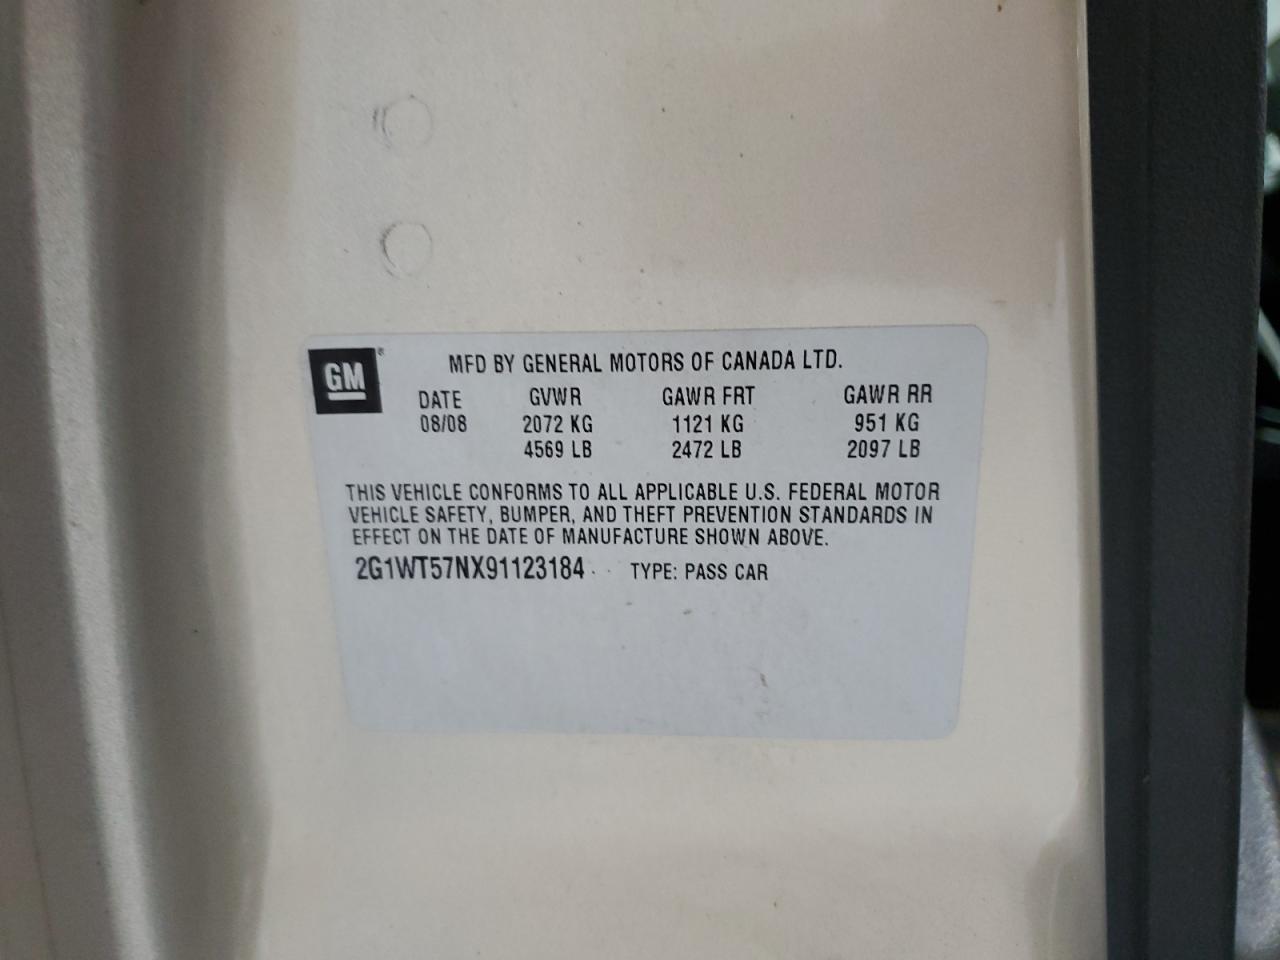 GM®
MFD BY GENERAL MOTORS OF CANADA LTD.
DATE GVWR GAWR FRT GAWR RR
08/08 2072 KG 1121 KG 951 KG
4569 LB 2472 LB 2097 LB
THIS VEHICLE CONFORMS TO ALL APPLICABLE U.S. FEDERAL MOTOR
VEHICLE SAFETY, BUMPER, AND THEFT PREVENTION STANDARDS IN
EFFECT ON THE DATE OF MANUFACTURE SHOWN ABOVE.
2G1WT57NX91123184 TYPE: PASS CAR